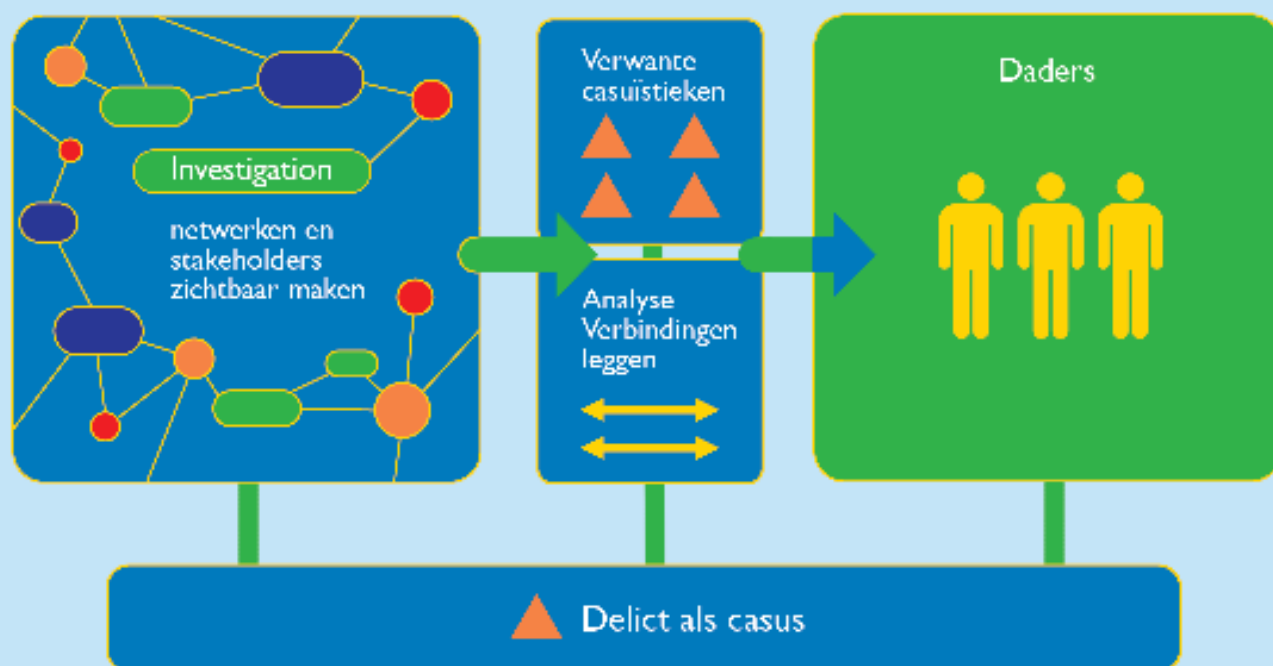 Investigation
netwerken en
stakeholders
zichtbaar maken
Verwante
casuïstieken
Analyse
Verbindingen
leggen
Daders
Delict als casus